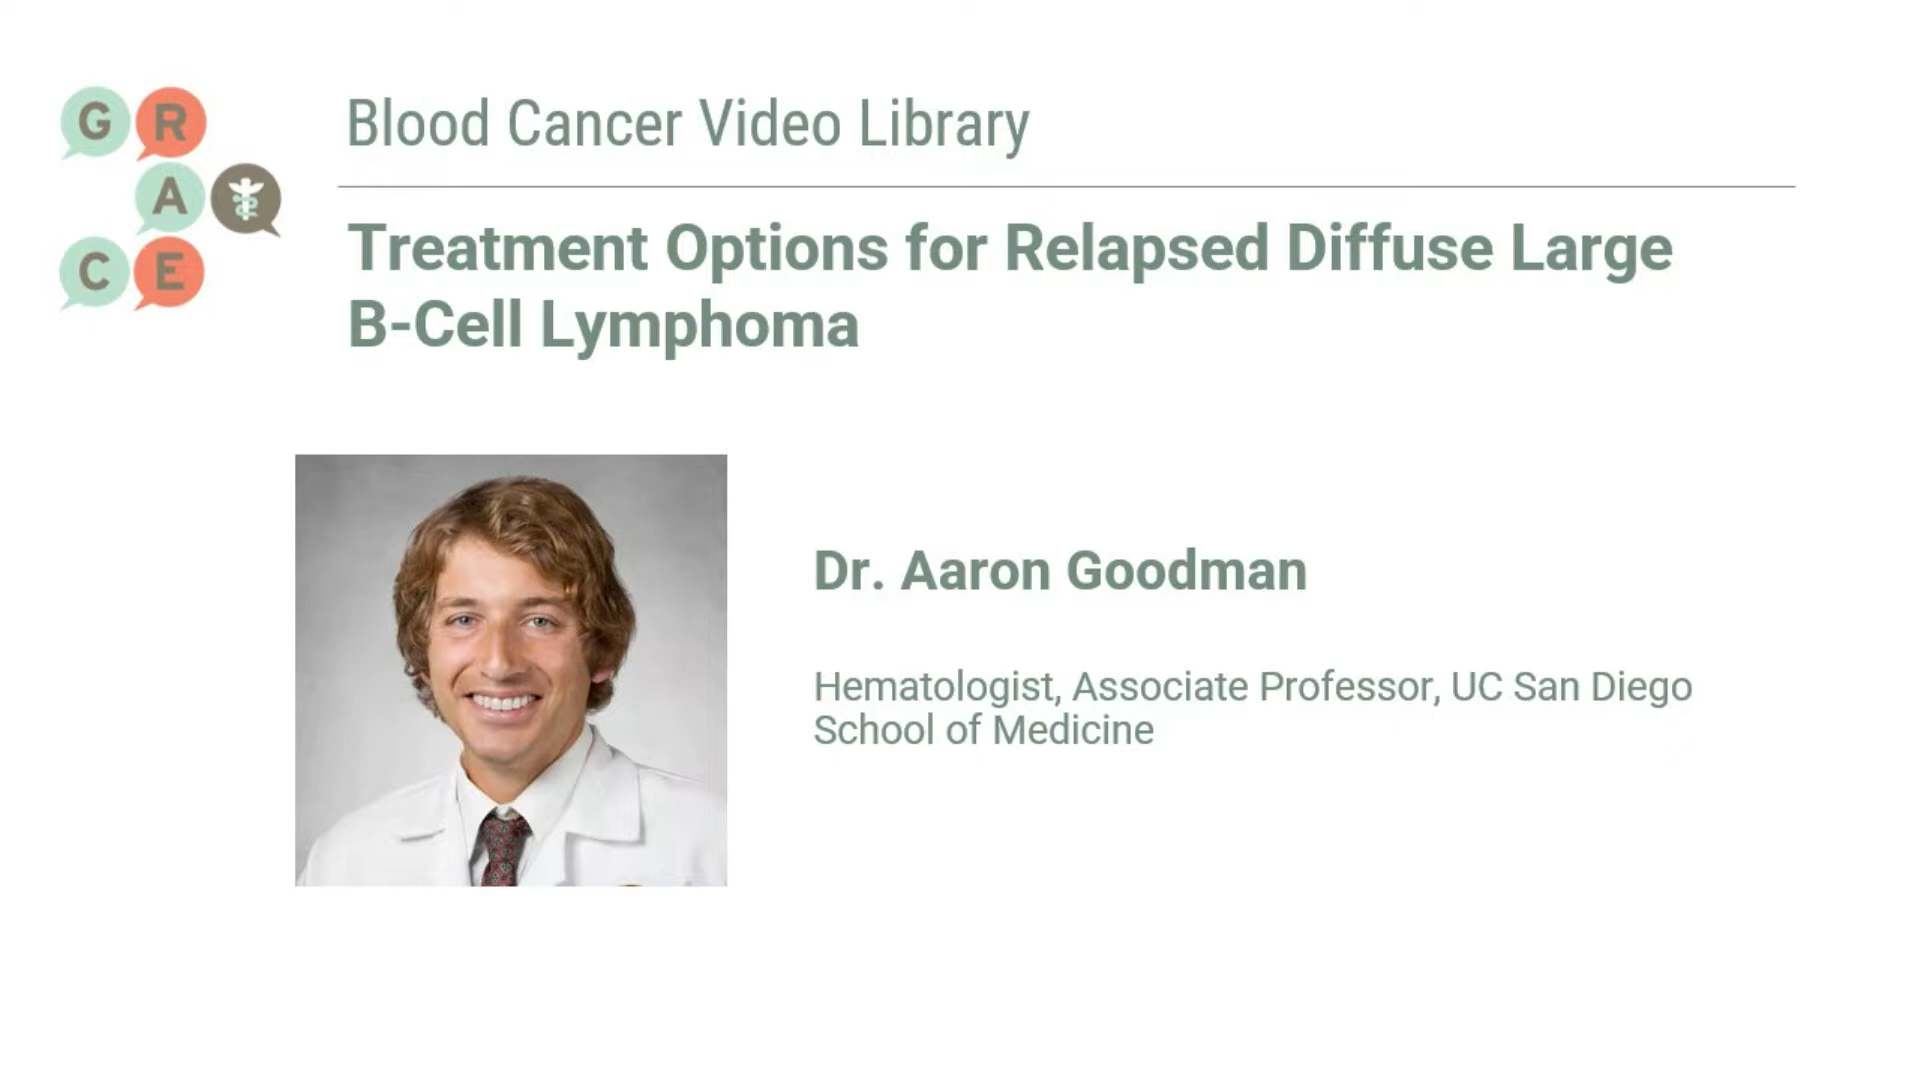 G R
A
C E
Blood Cancer Video Library
Treatment Options for Relapsed Diffuse Large
B-Cell Lymphoma
Dr. Aaron Goodman
Hematologist, Associate Professor, UC San Diego
School of Medicine